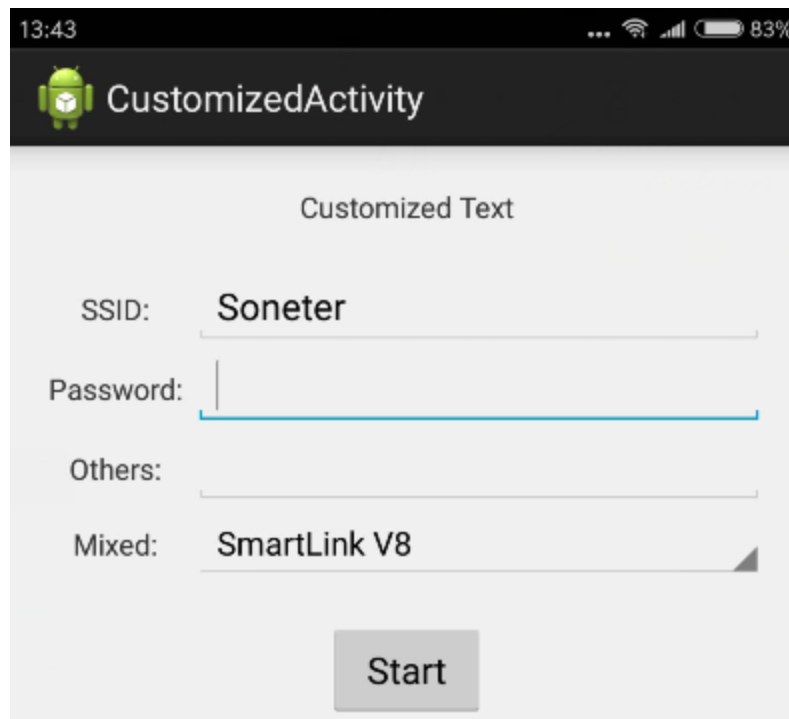 13:43 ... 83%
CustomizedActivity
Customized Text
SSID: Soneter
Password:
Others:
Mixed: SmartLink V8
Start